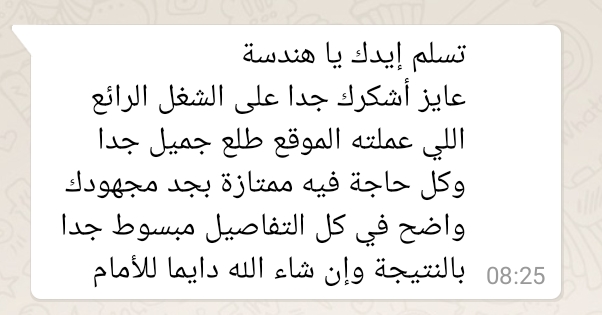 تسلم إيدك يا هندسة
عايز أشكرك جدا على الشغل الرائع
اللي عملته الموقع طلع جميل جدا
وكل حاجة فيه ممتازة بجد مجهودك
واضح في كل التفاصيل مبسوط جدا
بالنتيجة وإن شاء الله دايما للأمام
08:25